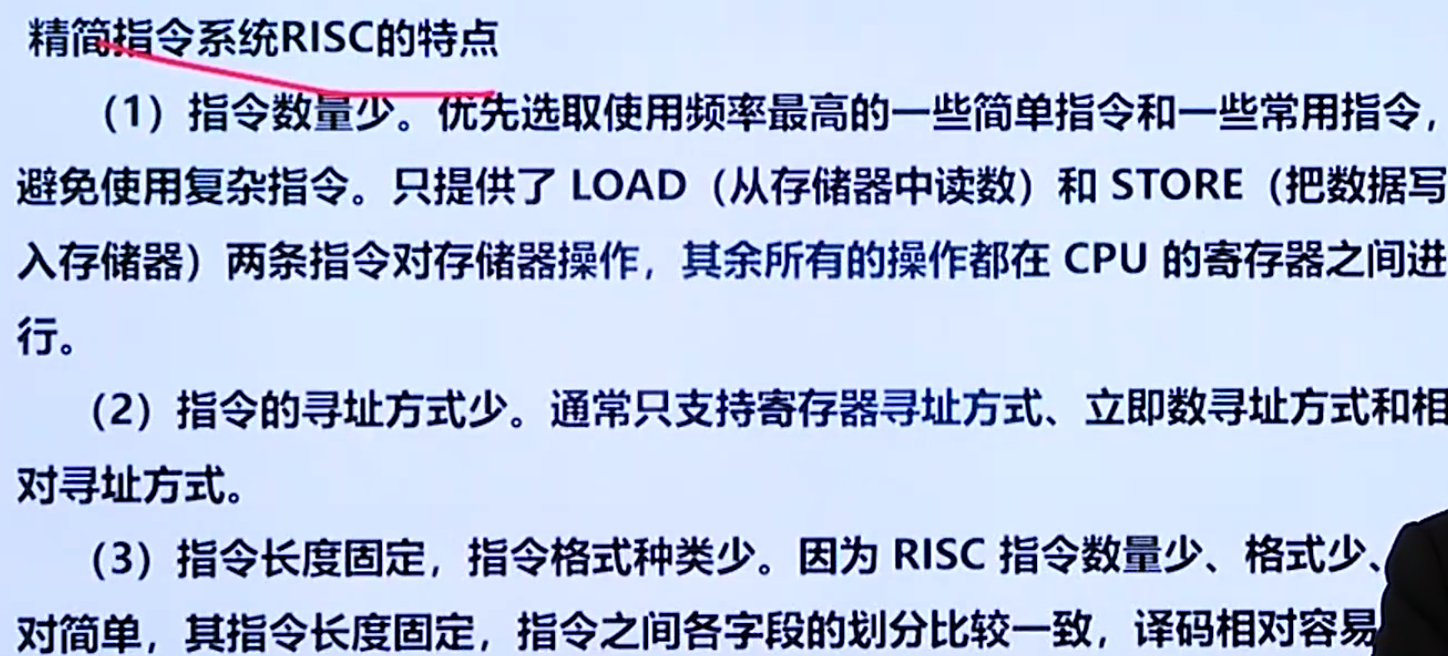 精简指令系统RISC的特点
（1）指令数量少。优先选取使用频率最高的一些简单指令和一些常用指令，
避免使用复杂指令。只提供了 LOAD（从存储器中读数）和 STORE（把数据写
入存储器）两条指令对存储器操作，其余所有的操作都在 CPU 的寄存器之间进
行。
（2）指令的寻址方式少。通常只支持寄存器寻址方式、立即数寻址方式和相
对寻址方式。
（3）指令长度固定，指令格式种类少。因为 RISC 指令数量少、格式少、
对简单，其指令长度固定，指令之间各字段的划分比较一致，译码相对容易